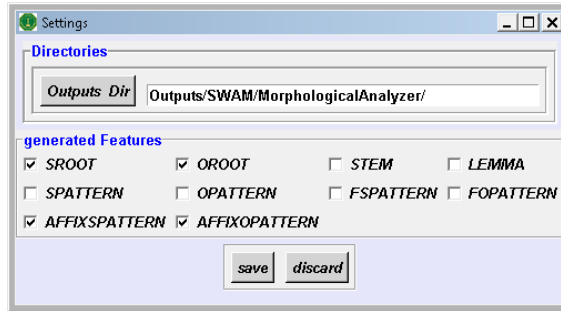 Settings
Directories
Outputs Dir Outputs/SWAM/MorphologicalAnalyzer/
generated Features
SROOT OROOT STEM LEMMA
SPATTERN OPATTERN FSPATTERN FOPATTERN
AFFIXSPATTERN AFFIXOPATTERN
save discard